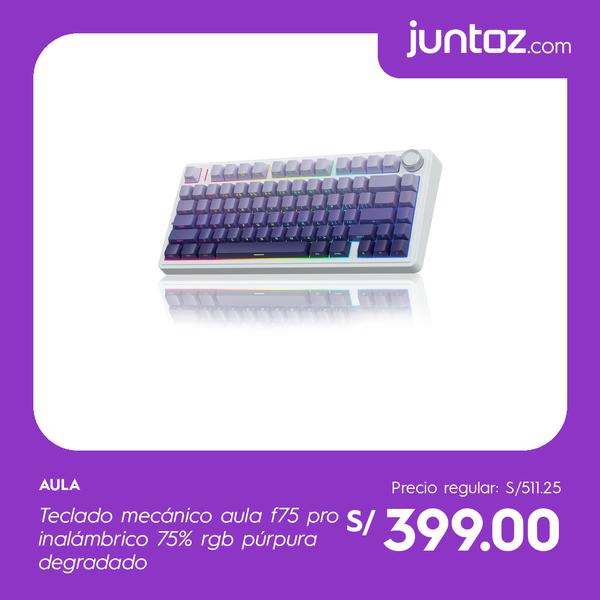 juntoz.com
AULA
Teclado mecánico aula f75 pro
inalámbrico 75% rgb púrpura
degradado
Precio regular: S/511.25
S/ 399.00